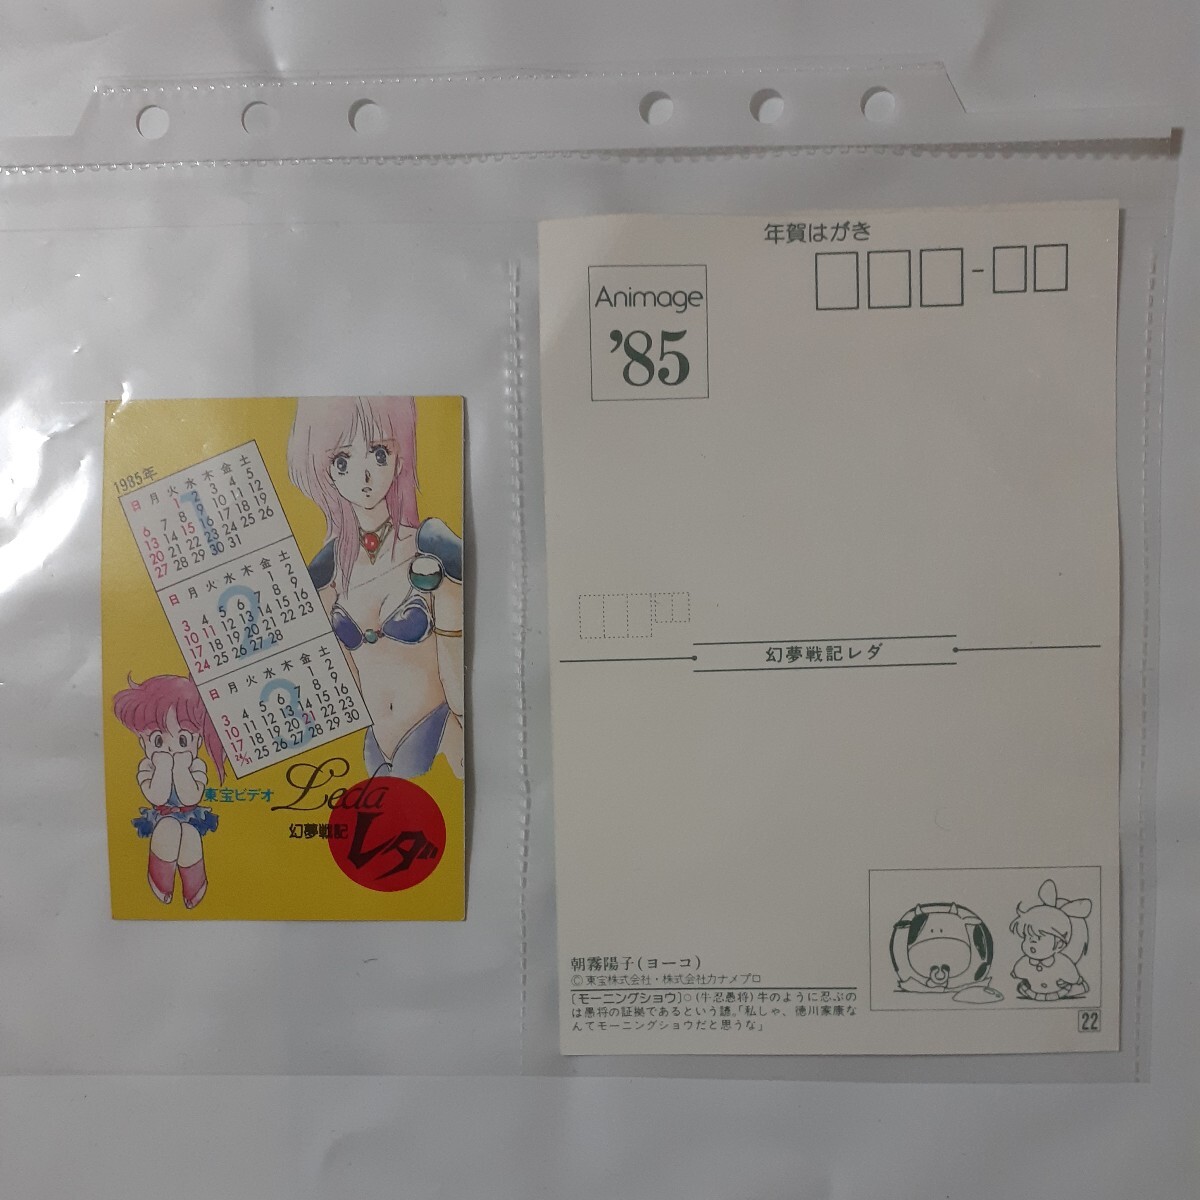 1985年
日 月 火 水 木 金 土
1
1 2 3 4 5
6 7 8 9 10 11 12
13 14 15 16 17 18 19
20 21 22 23 24 25 26
27 28 29 30 31
日 月 火 水 木 金 土
2
1 2
3 4 5 6 7 8 9
10 11 12 13 14 15 16
17 18 19 20 21 22 23
24 25 26 27 28
日 月 火 水 木 金 土
3
1 2
3 4 5 6 7 8 9
10 11 12 13 14 15 16
17 18 19 20 21 22 23
24/31 25 26 27 28 29 30
東宝ビデオ
Leda
幻夢戦記
レダ
年賀はがき
Animage
'85
幻夢戦記レダ
朝霧陽子(ヨーコ)
©東宝株式会社・株式会社カナメプロ
[モーニングショウ]○(牛忍愚将)牛のように忍ぶの
は愚将の証拠であるという諺。「私しゃ、徳川家康な
んてモーニングショウだと思うな」
22